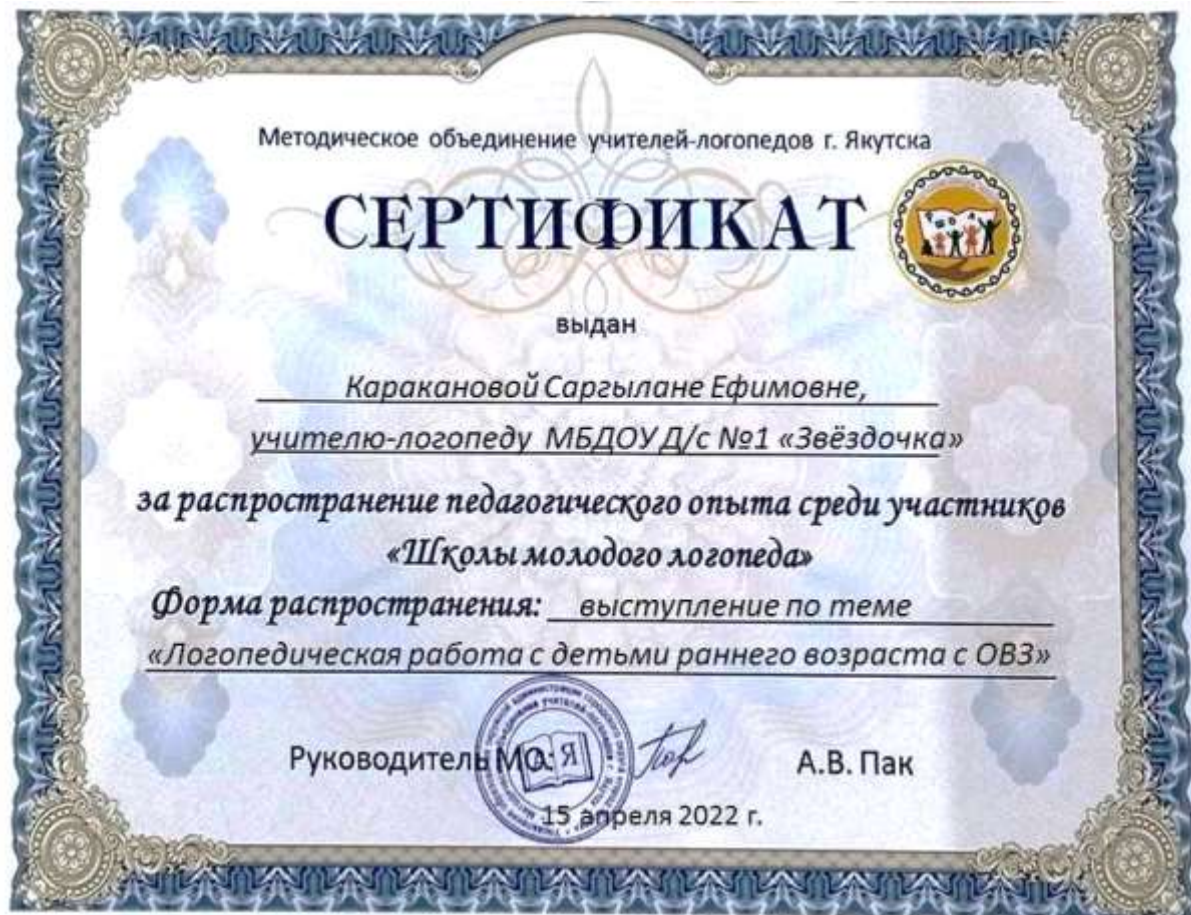 Методическое объединение учителей-логопедов г. Якутска
СЕРТИФИКАТ
выдан
Каракановой Саргылане Ефимовне,
учителю-логопеду МБДОУ Д/с №1 «Звёздочка»
за распространение педагогического опыта среди участников
«Школы молодого логопеда»
Форма распространения: выступление по теме
«Логопедическая работа с детьми раннего возраста с ОВЗ»
Руководитель МО: А.В. Пак
Я
15 апреля 2022 г.